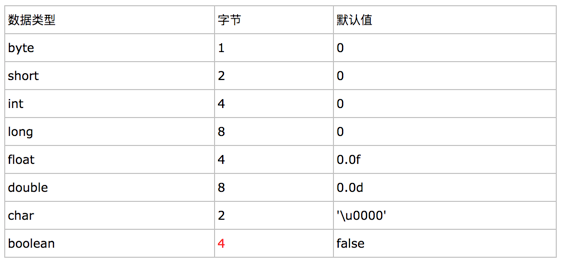 数据类型 字节 默认值
byte 1 0
short 2 0
int 4 0
long 8 0
float 4 0.0f
double 8 0.0d
char 2 '\u0000'
boolean 4 false